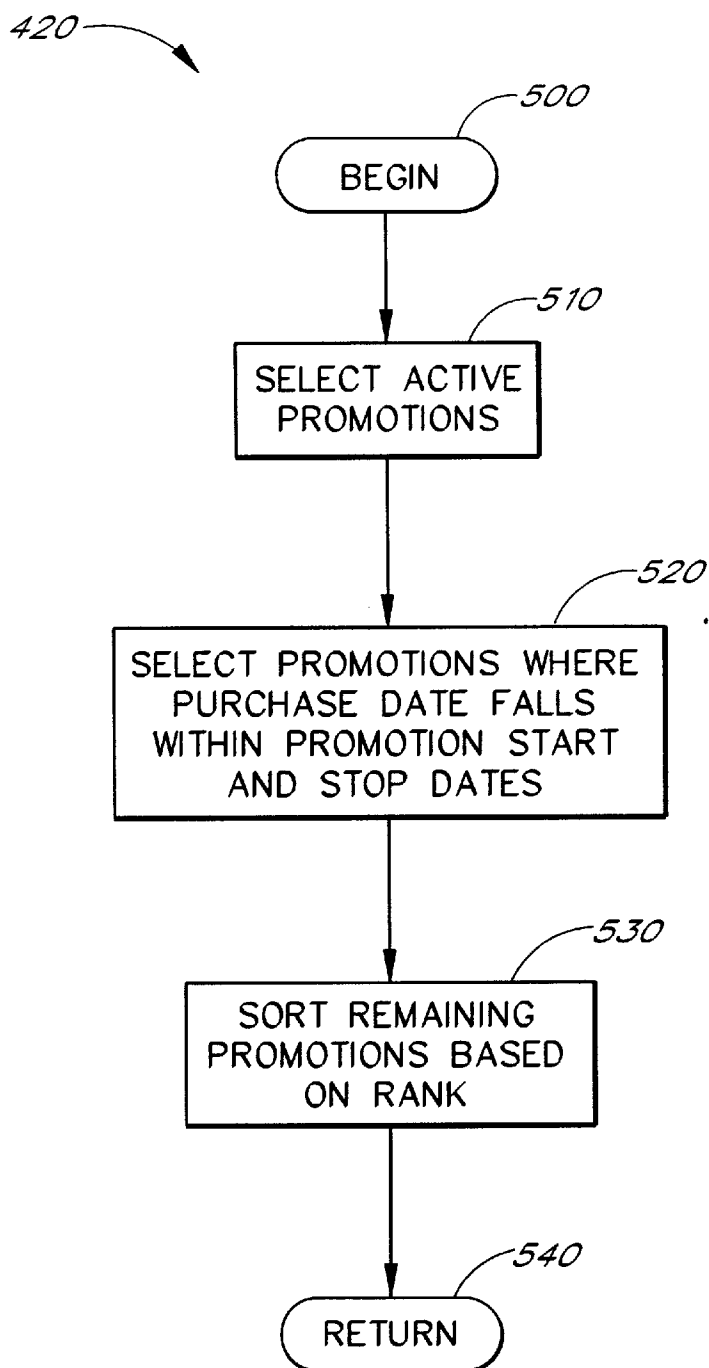 420
500
BEGIN
510
SELECT ACTIVE
PROMOTIONS
520
SELECT PROMOTIONS WHERE
PURCHASE DATE FALLS
WITHIN PROMOTION START
AND STOP DATES
530
SORT REMAINING
PROMOTIONS BASED
ON RANK
540
RETURN